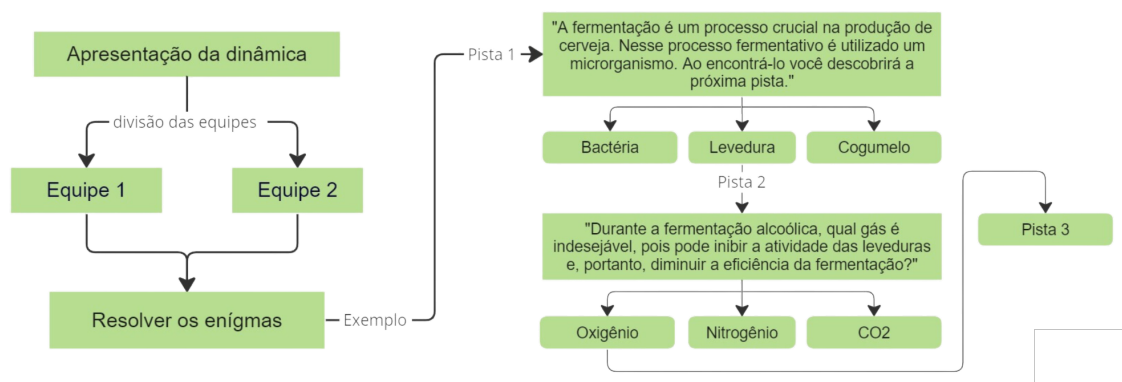 Apresentação da dinâmica
divisão das equipes
Equipe 1
Equipe 2
Resolver os enígmas
Exemplo
Pista 1
"A fermentação é um processo crucial na produção de
cerveja. Nesse processo fermentativo é utilizado um
microrganismo. Ao encontrá-lo você descobrirá a
próxima pista."
Bactéria
Levedura
Cogumelo
Pista 2
"Durante a fermentação alcoólica, qual gás é
indesejável, pois pode inibir a atividade das leveduras
e, portanto, diminuir a eficiência da fermentação?"
Oxigênio
Nitrogênio
CO2
Pista 3